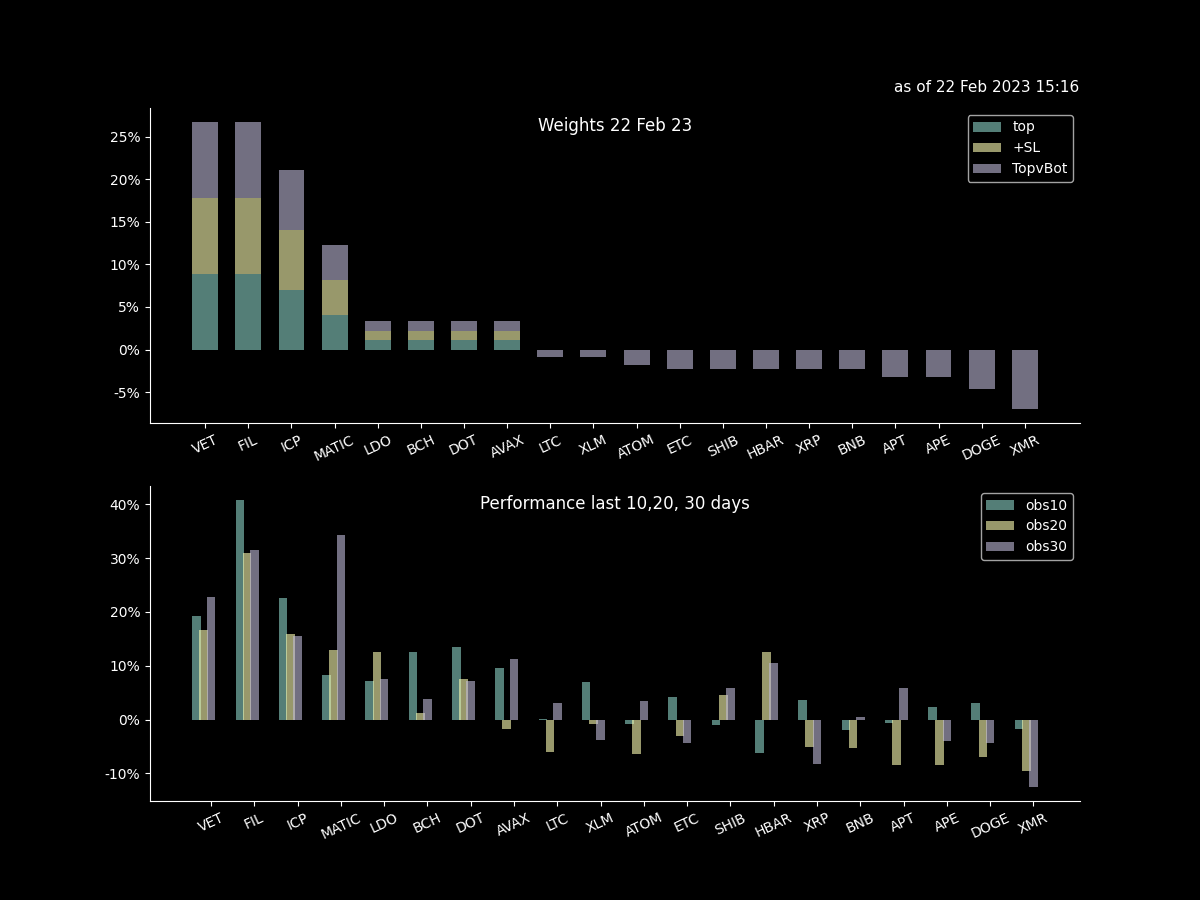 as of 22 Feb 2023 15:16
Weights 22 Feb 23
top
+SL
TopvBot
25%
20%
15%
10%
5%
0%
-5%
VET FIL ICP MATIC LDO BCH DOT AVAX LTC XLM ATOM ETC SHIB HBAR XRP BNB APT APE DOGE XMR
Performance last 10,20, 30 days
obs10
obs20
obs30
40%
30%
20%
10%
0%
-10%
VET FIL ICP MATIC LDO BCH DOT AVAX LTC XLM ATOM ETC SHIB HBAR XRP BNB APT APE DOGE XMR